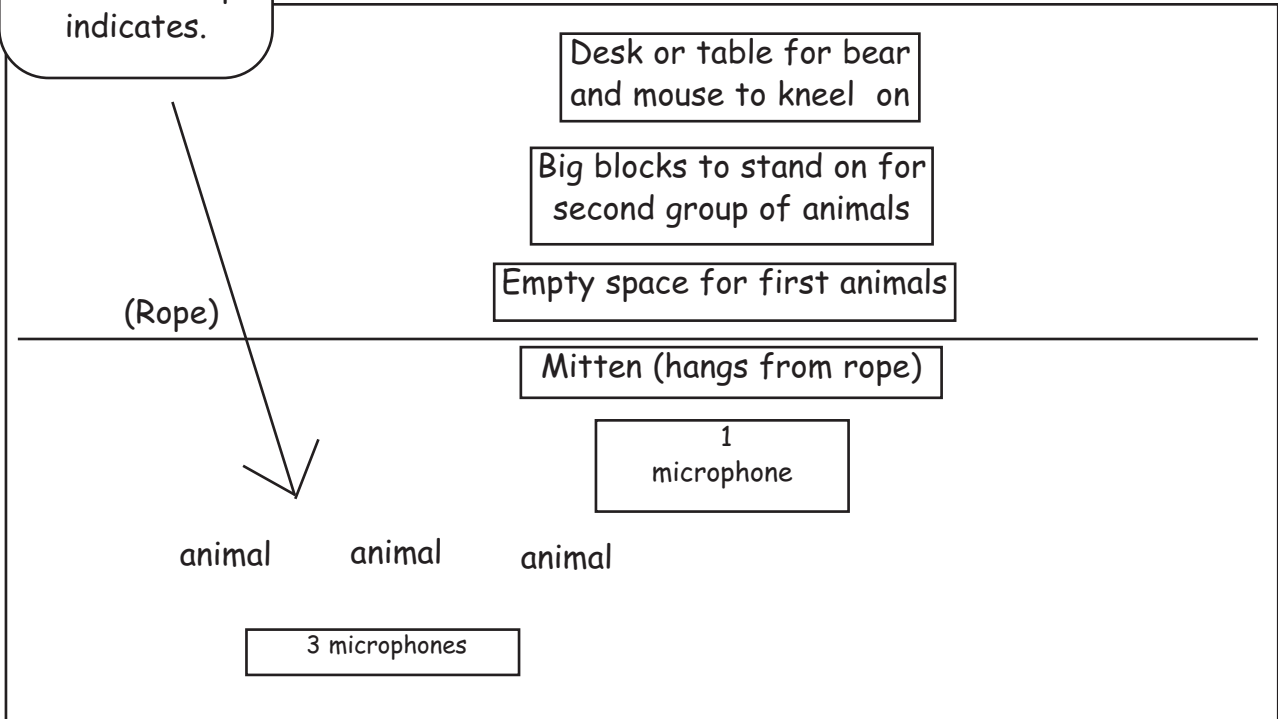 indicates.
Desk or table for bear
and mouse to kneel on
Big blocks to stand on for
second group of animals
Empty space for first animals
(Rope)
Mitten (hangs from rope)
1
microphone
animal animal animal
3 microphones